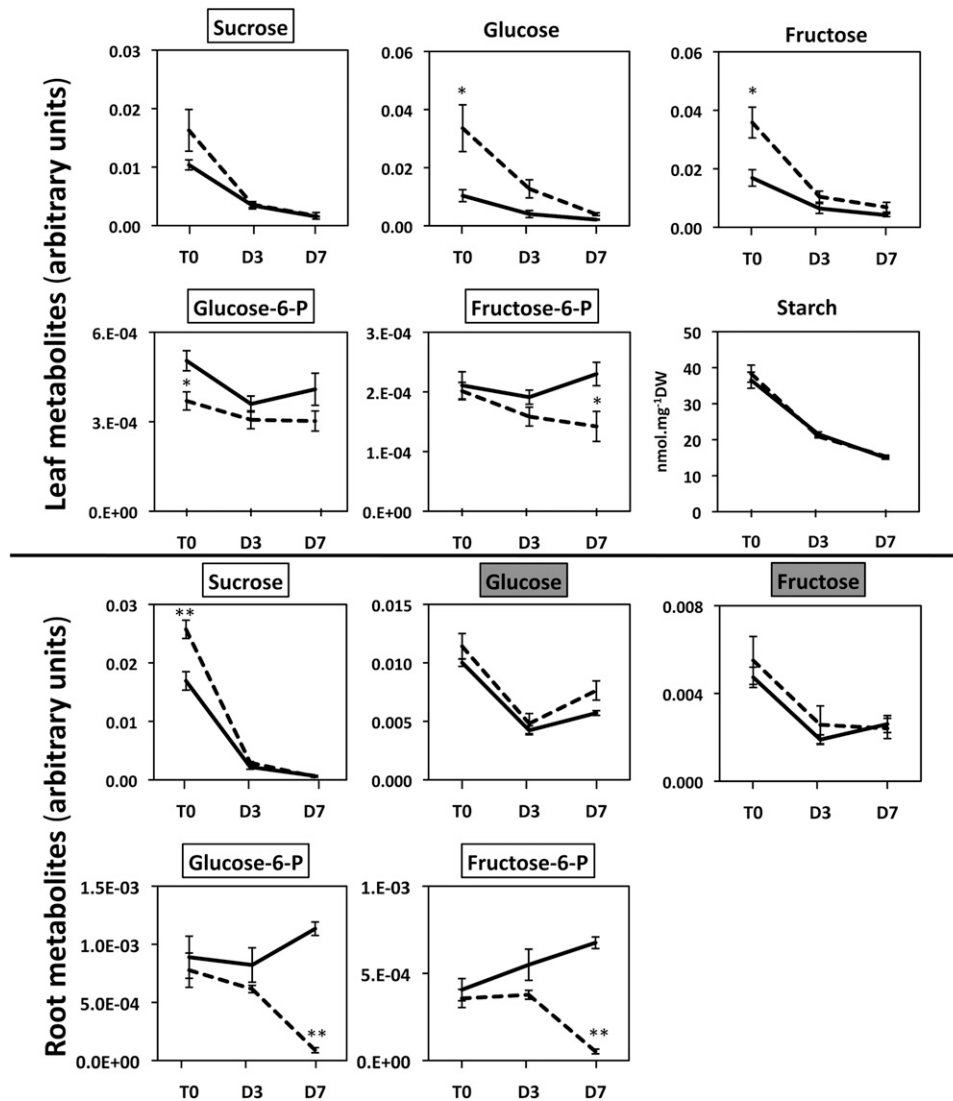 Sucrose Glucose Fructose
Leaf metabolites (arbitrary units)
0.03 0.06 0.06
*
*
0.02 0.04 0.04
0.01 0.02 0.02
0.00 0.00 0.00
T0 D3 D7 T0 D3 D7 T0 D3 D7
Glucose-6-P Fructose-6-P Starch
6.E-04 3.E-04 50
40
*
2.E-04 30
*
3.E-04
nmol.mg⁻¹DW
20
1.E-04
10
0.E+00 0.E+00 0
T0 D3 D7 T0 D3 D7 T0 D3 D7
Sucrose Glucose Fructose
Root metabolites (arbitrary units)
0.03 0.015 0.008
**
0.02 0.010
0.004
0.01 0.005
0.00 0.000 0.000
T0 D3 D7 T0 D3 D7 T0 D3 D7
Glucose-6-P Fructose-6-P
1.5E-03 1.E-03
1.0E-03
5.E-04
5.0E-04
** **
0.0E+00 0.E+00
T0 D3 D7 T0 D3 D7